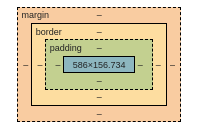 margin –
border –
padding –
– – – 586×156.734 – – –
–
–
–